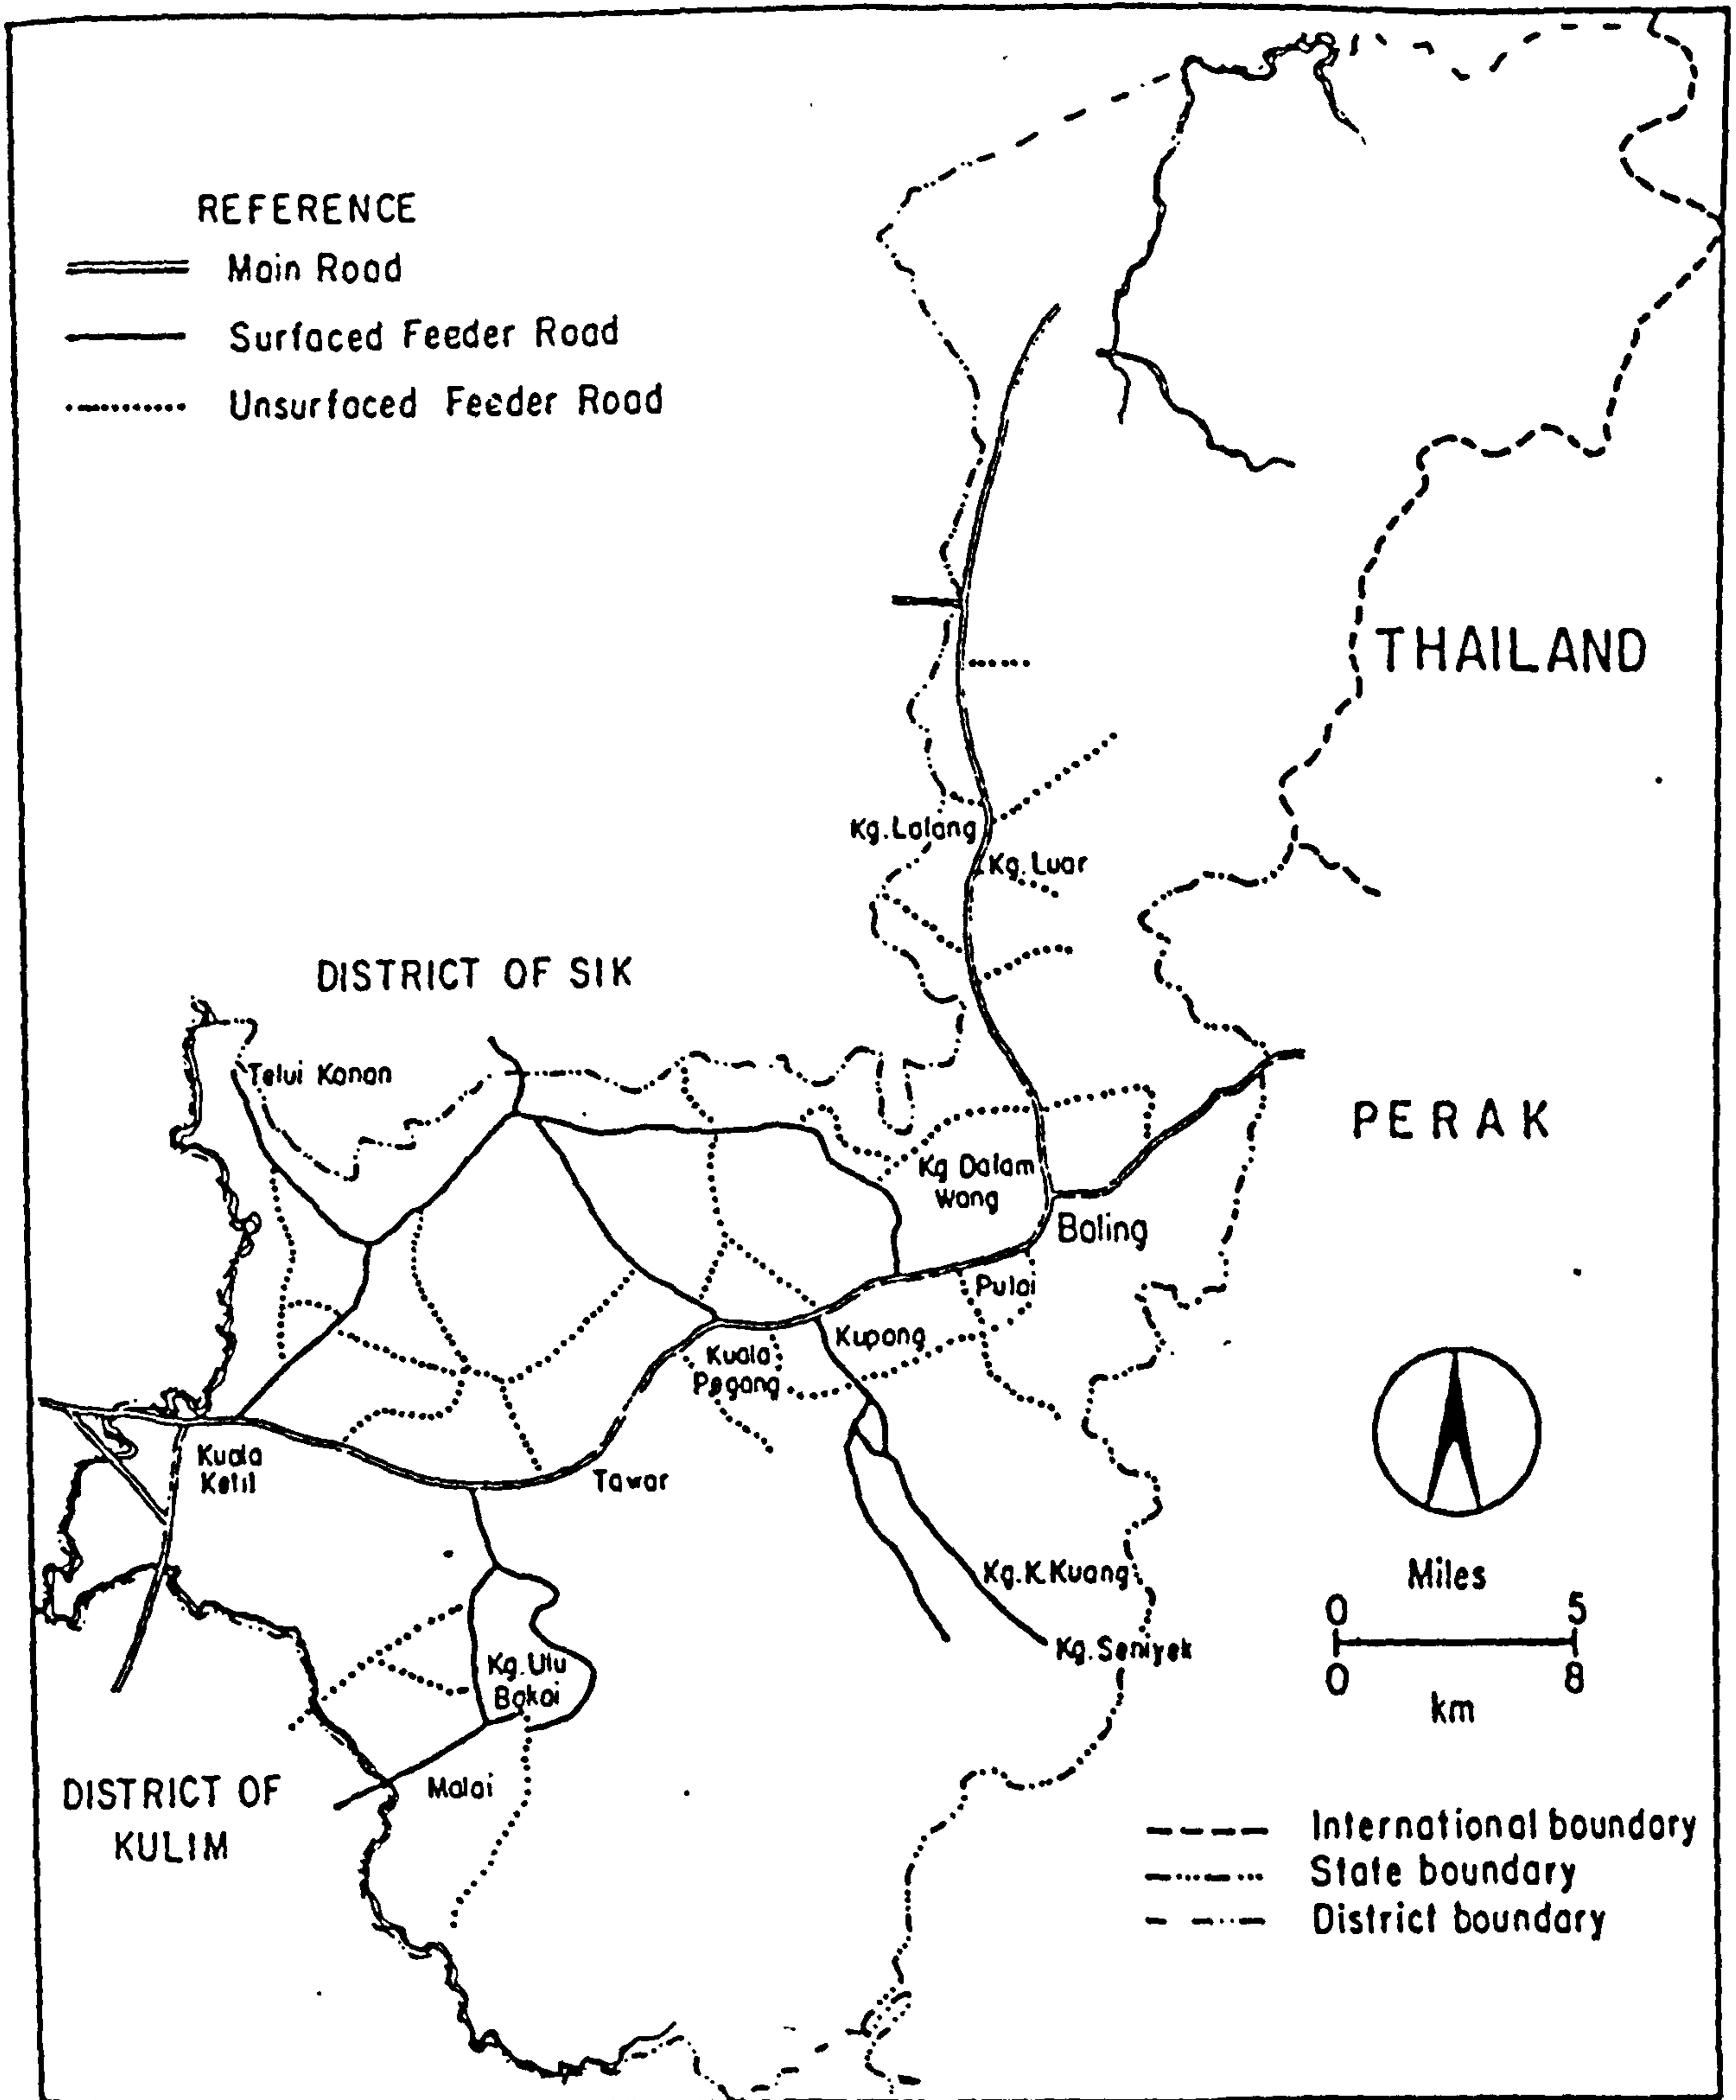 REFERENCE
Main Road
Surfaced Feeder Road
Unsurfaced Feeder Road
THAILAND
Kg.Lalang
Kg.Luar
DISTRICT OF SIK
Telui Kanan
PERAK
Kg Dalam
Wang
Baling
Pulai
Kupang
Kuala
Pegang
Kuala
Ketil
Tawar
Kg.K.Kuang
Kg.Seniyek
Kg.Ulu
Bakai
Malai
DISTRICT OF
KULIM
Miles
0 5
0 8
km
International boundary
State boundary
District boundary